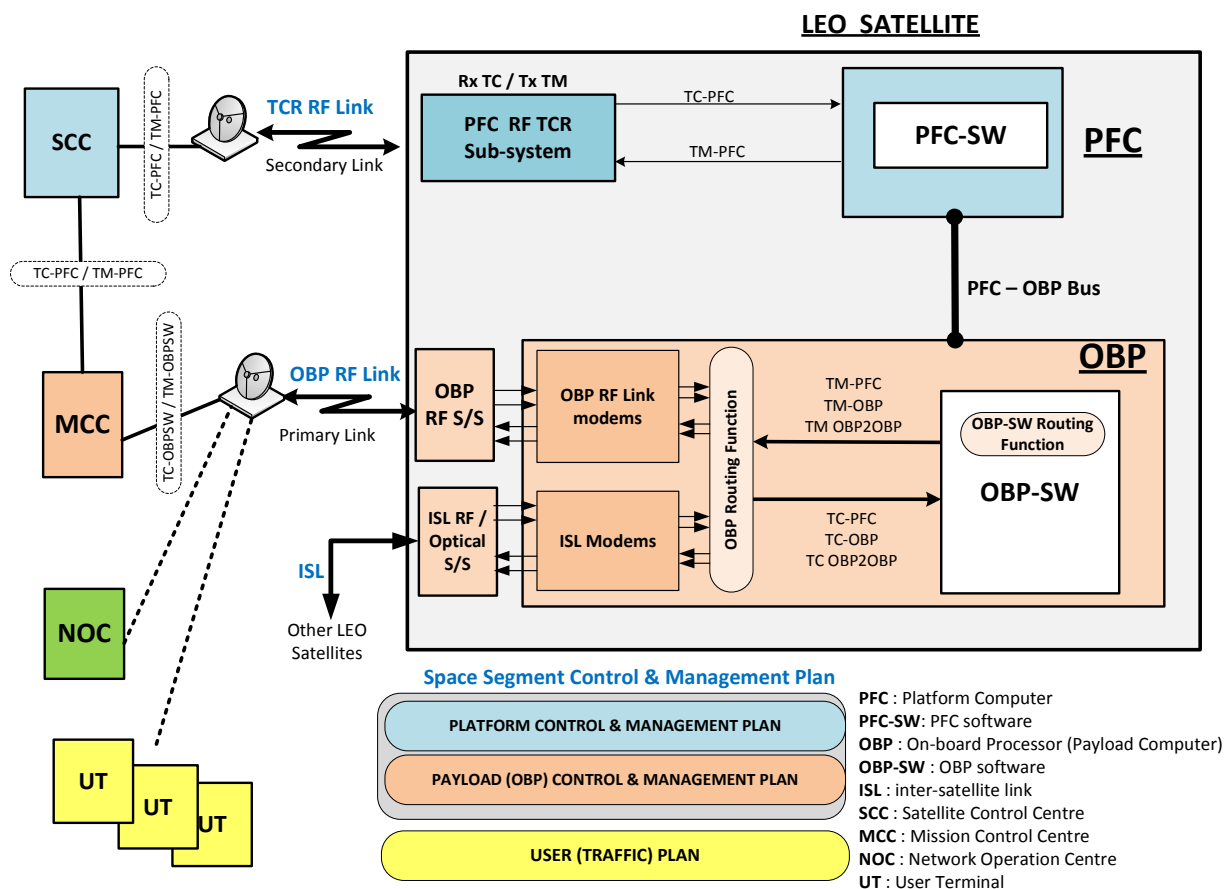 LEO SATELLITE
SCC
TC-PFC / TM-PFC
TCR RF Link
Secondary Link
Rx TC / Tx TM
PFC RF TCR
Sub-system
TC-PFC
TM-PFC
PFC-SW
PFC
TC-PFC / TM-PFC
PFC – OBP Bus
MCC
TC-OBPSW / TM-OBPSW
OBP RF Link
Primary Link
OBP
RF S/S
OBP RF Link
modems
OBP Routing Function
TM-PFC
TM-OBP
TM OBP2OBP
OBP
OBP-SW Routing
Function
OBP-SW
ISL RF /
Optical
S/S
ISL Modems
TC-PFC
TC-OBP
TC OBP2OBP
ISL
Other LEO
Satellites
NOC
UT
UT
UT
Space Segment Control & Management Plan
PLATFORM CONTROL & MANAGEMENT PLAN
PAYLOAD (OBP) CONTROL & MANAGEMENT PLAN
USER (TRAFFIC) PLAN
PFC : Platform Computer
PFC-SW: PFC software
OBP : On-board Processor (Payload Computer)
OBP-SW : OBP software
ISL : inter-satellite link
SCC : Satellite Control Centre
MCC : Mission Control Centre
NOC : Network Operation Centre
UT : User Terminal